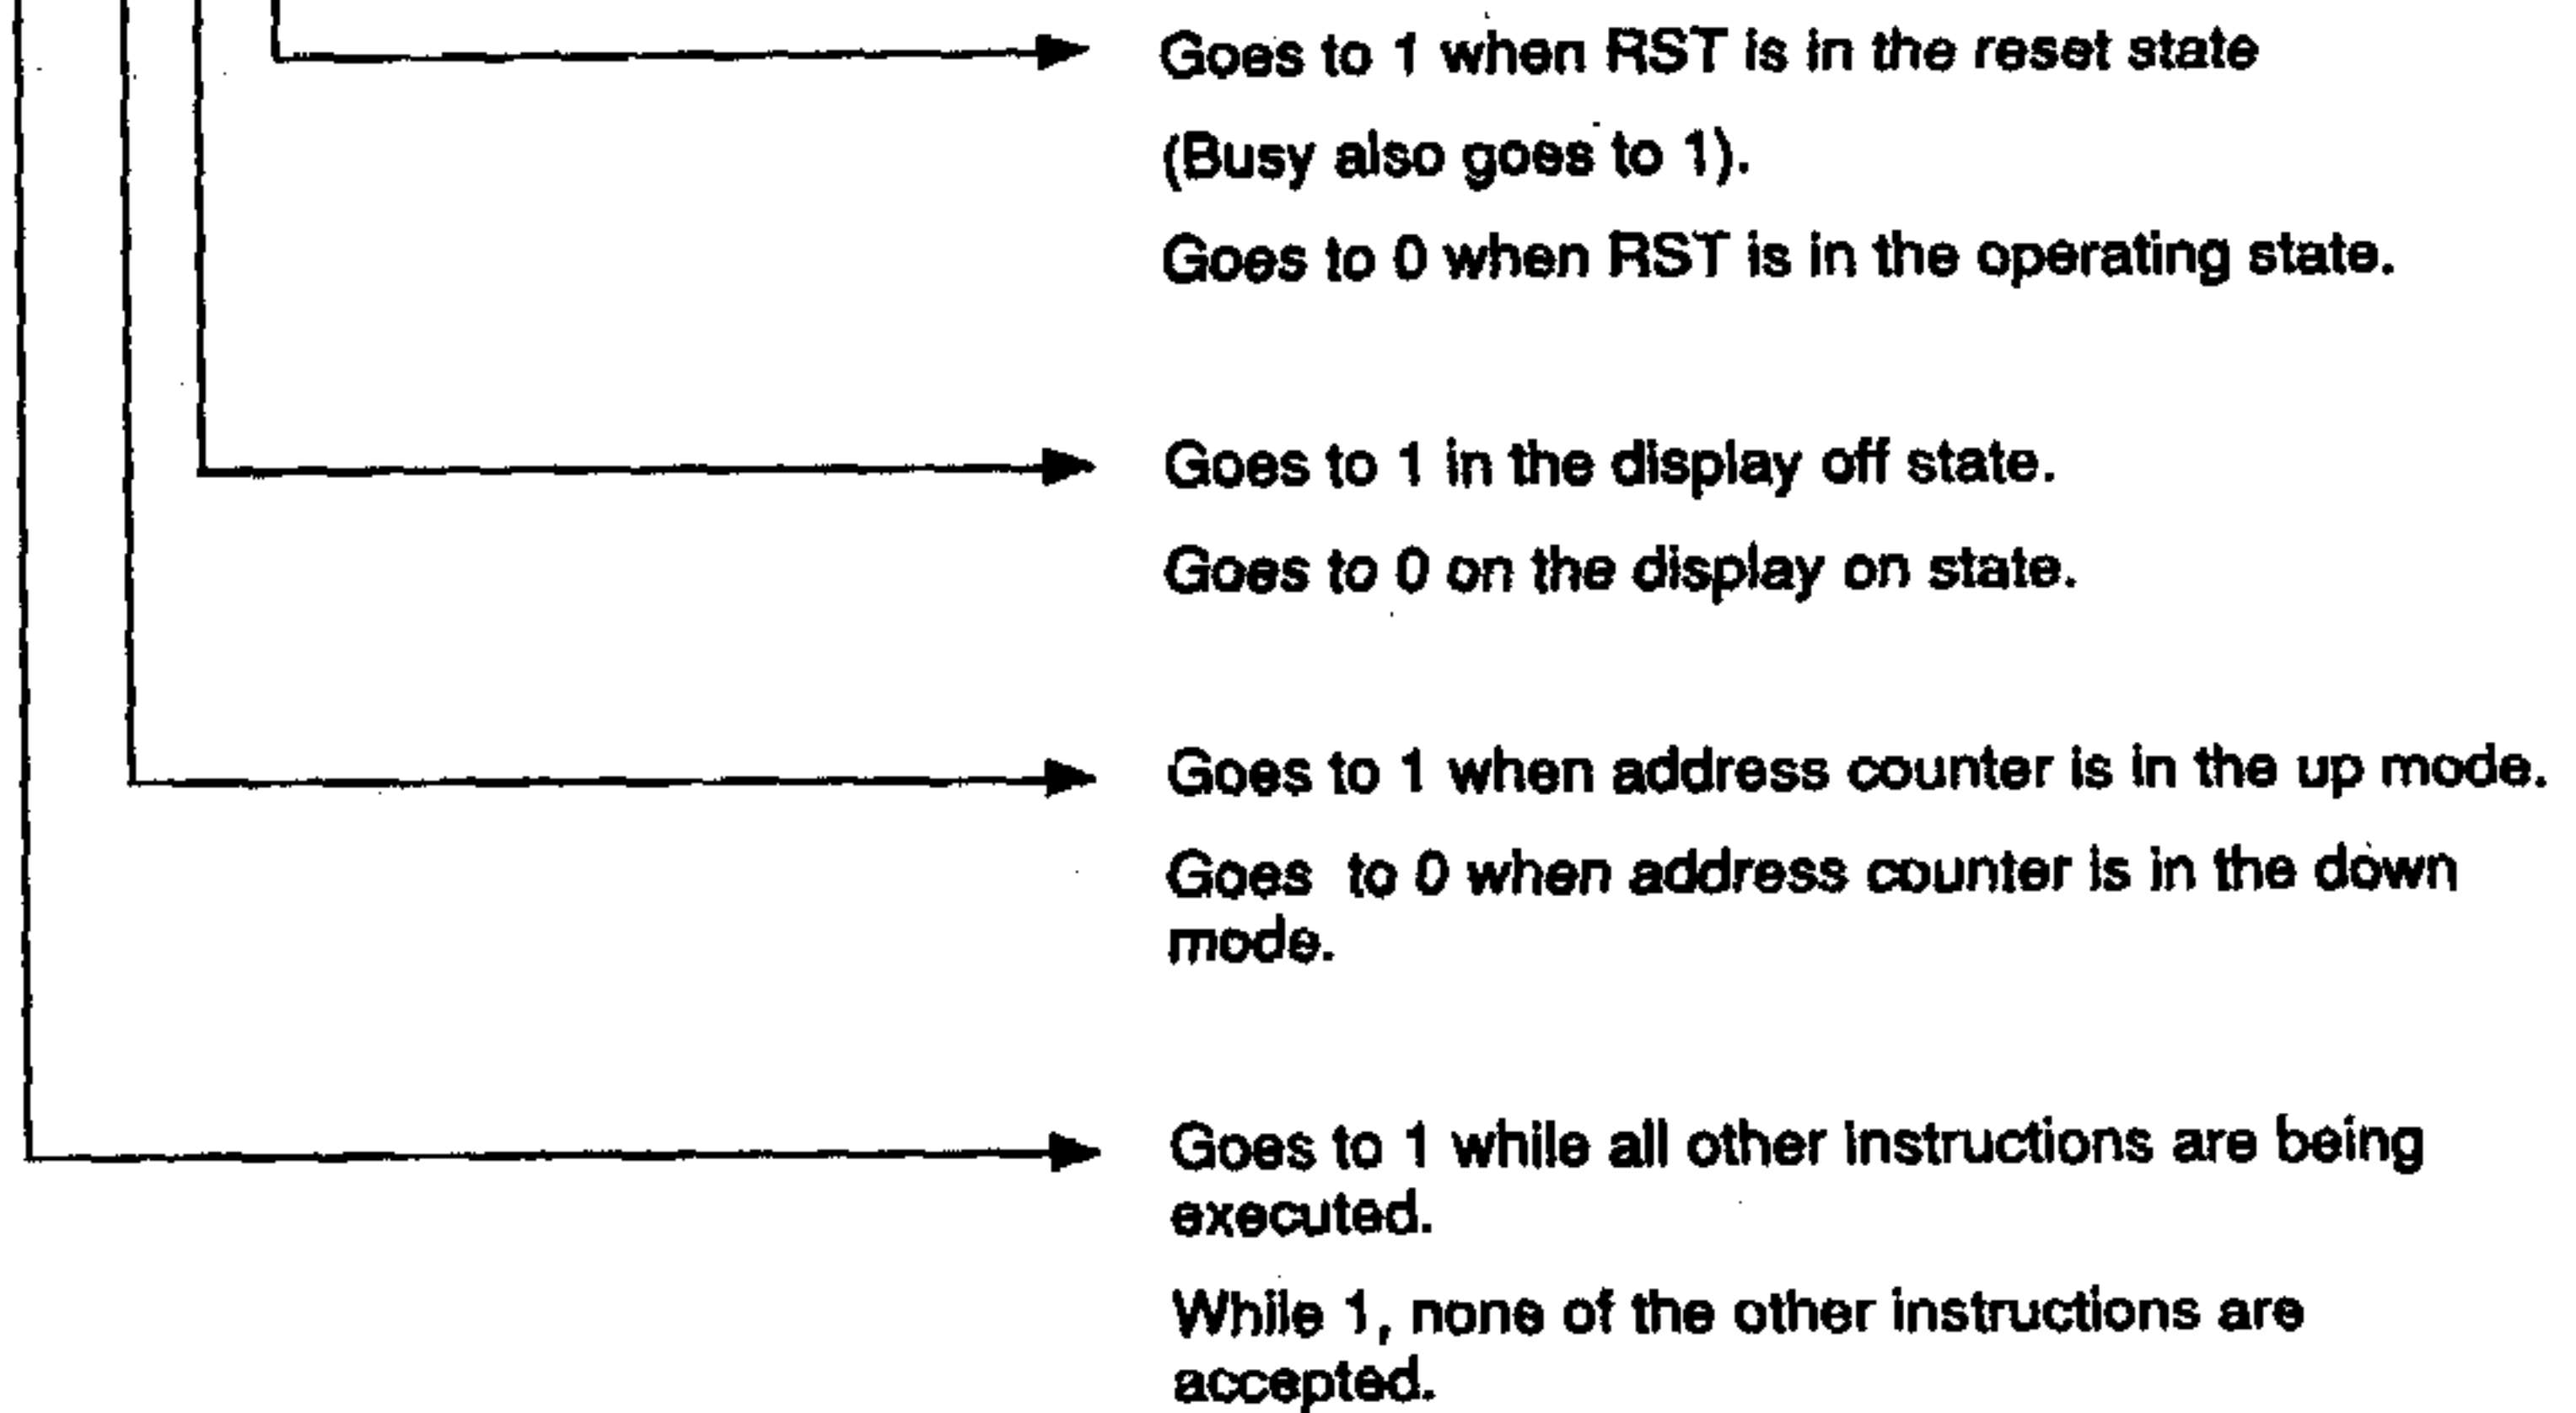 Goes to 1 when RST is in the reset state
(Busy also goes to 1).
Goes to 0 when RST is in the operating state.
Goes to 1 in the display off state.
Goes to 0 on the display on state.
Goes to 1 when address counter is in the up mode.
Goes to 0 when address counter is in the down
mode.
Goes to 1 while all other instructions are being
executed.
While 1, none of the other instructions are
accepted.